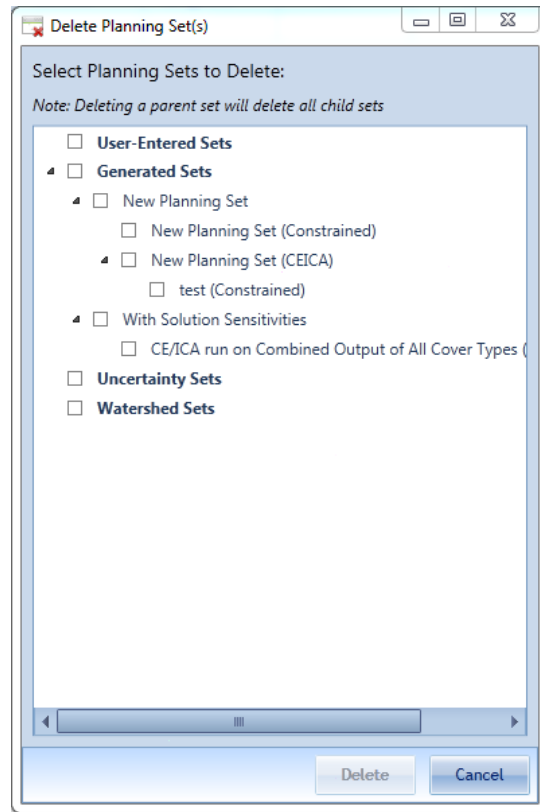 Delete Planning Set(s)
Select Planning Sets to Delete:
Note: Deleting a parent set will delete all child sets
User-Entered Sets
Generated Sets
New Planning Set
New Planning Set (Constrained)
New Planning Set (CEICA)
test (Constrained)
With Solution Sensitivities
CE/ICA run on Combined Output of All Cover Types (
Uncertainty Sets
Watershed Sets
Delete
Cancel